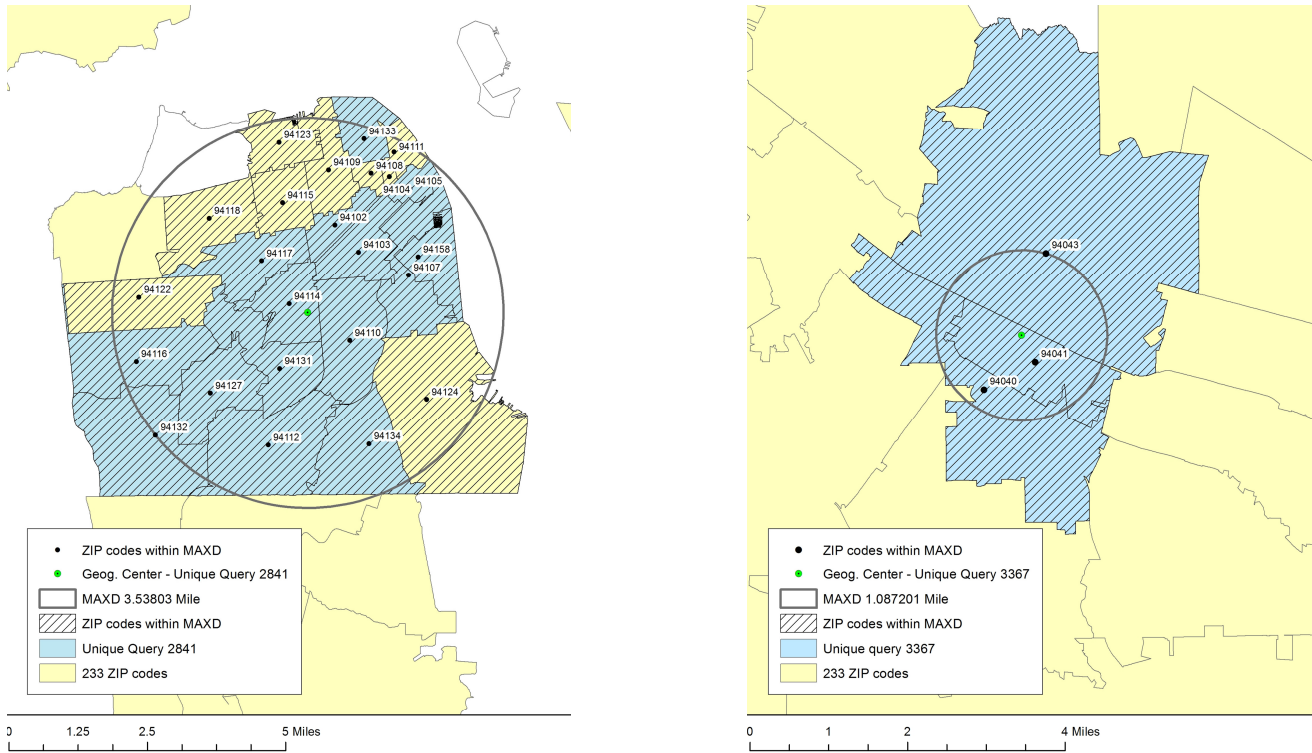 94133
94123
94111
94109
94108
94105
94104
94115
94118
94102
94103
94117
94158
94107
94122
94114
94110
94116
94131
94127
94124
94132
94112
94134
ZIP codes within MAXD
Geog. Center - Unique Query 2841
MAXD 3.53803 Mile
ZIP codes within MAXD
Unique Query 2841
233 ZIP codes
0 1.25 2.5 5 Miles
94043
94041
94040
ZIP codes within MAXD
Geog. Center - Unique Query 3367
MAXD 1.087201 Mile
ZIP codes within MAXD
Unique query 3367
233 ZIP codes
0 2 4 Miles